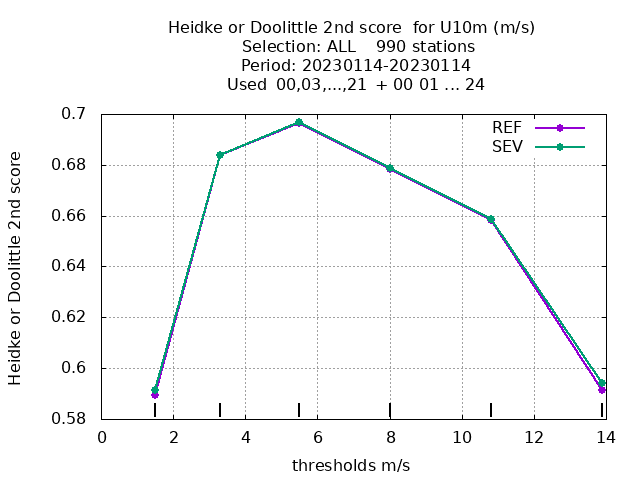 Heidke or Doolittle 2nd score  for U10m (m/s)
Selection: ALL    990 stations
Period: 20230114-20230114
Used  00,03,...,21  + 00 01 ... 24
REF
SEV
Heidke or Doolittle 2nd score
0.7
0.68
0.66
0.64
0.62
0.6
0.58
0 2 4 6 8 10 12 14
thresholds m/s